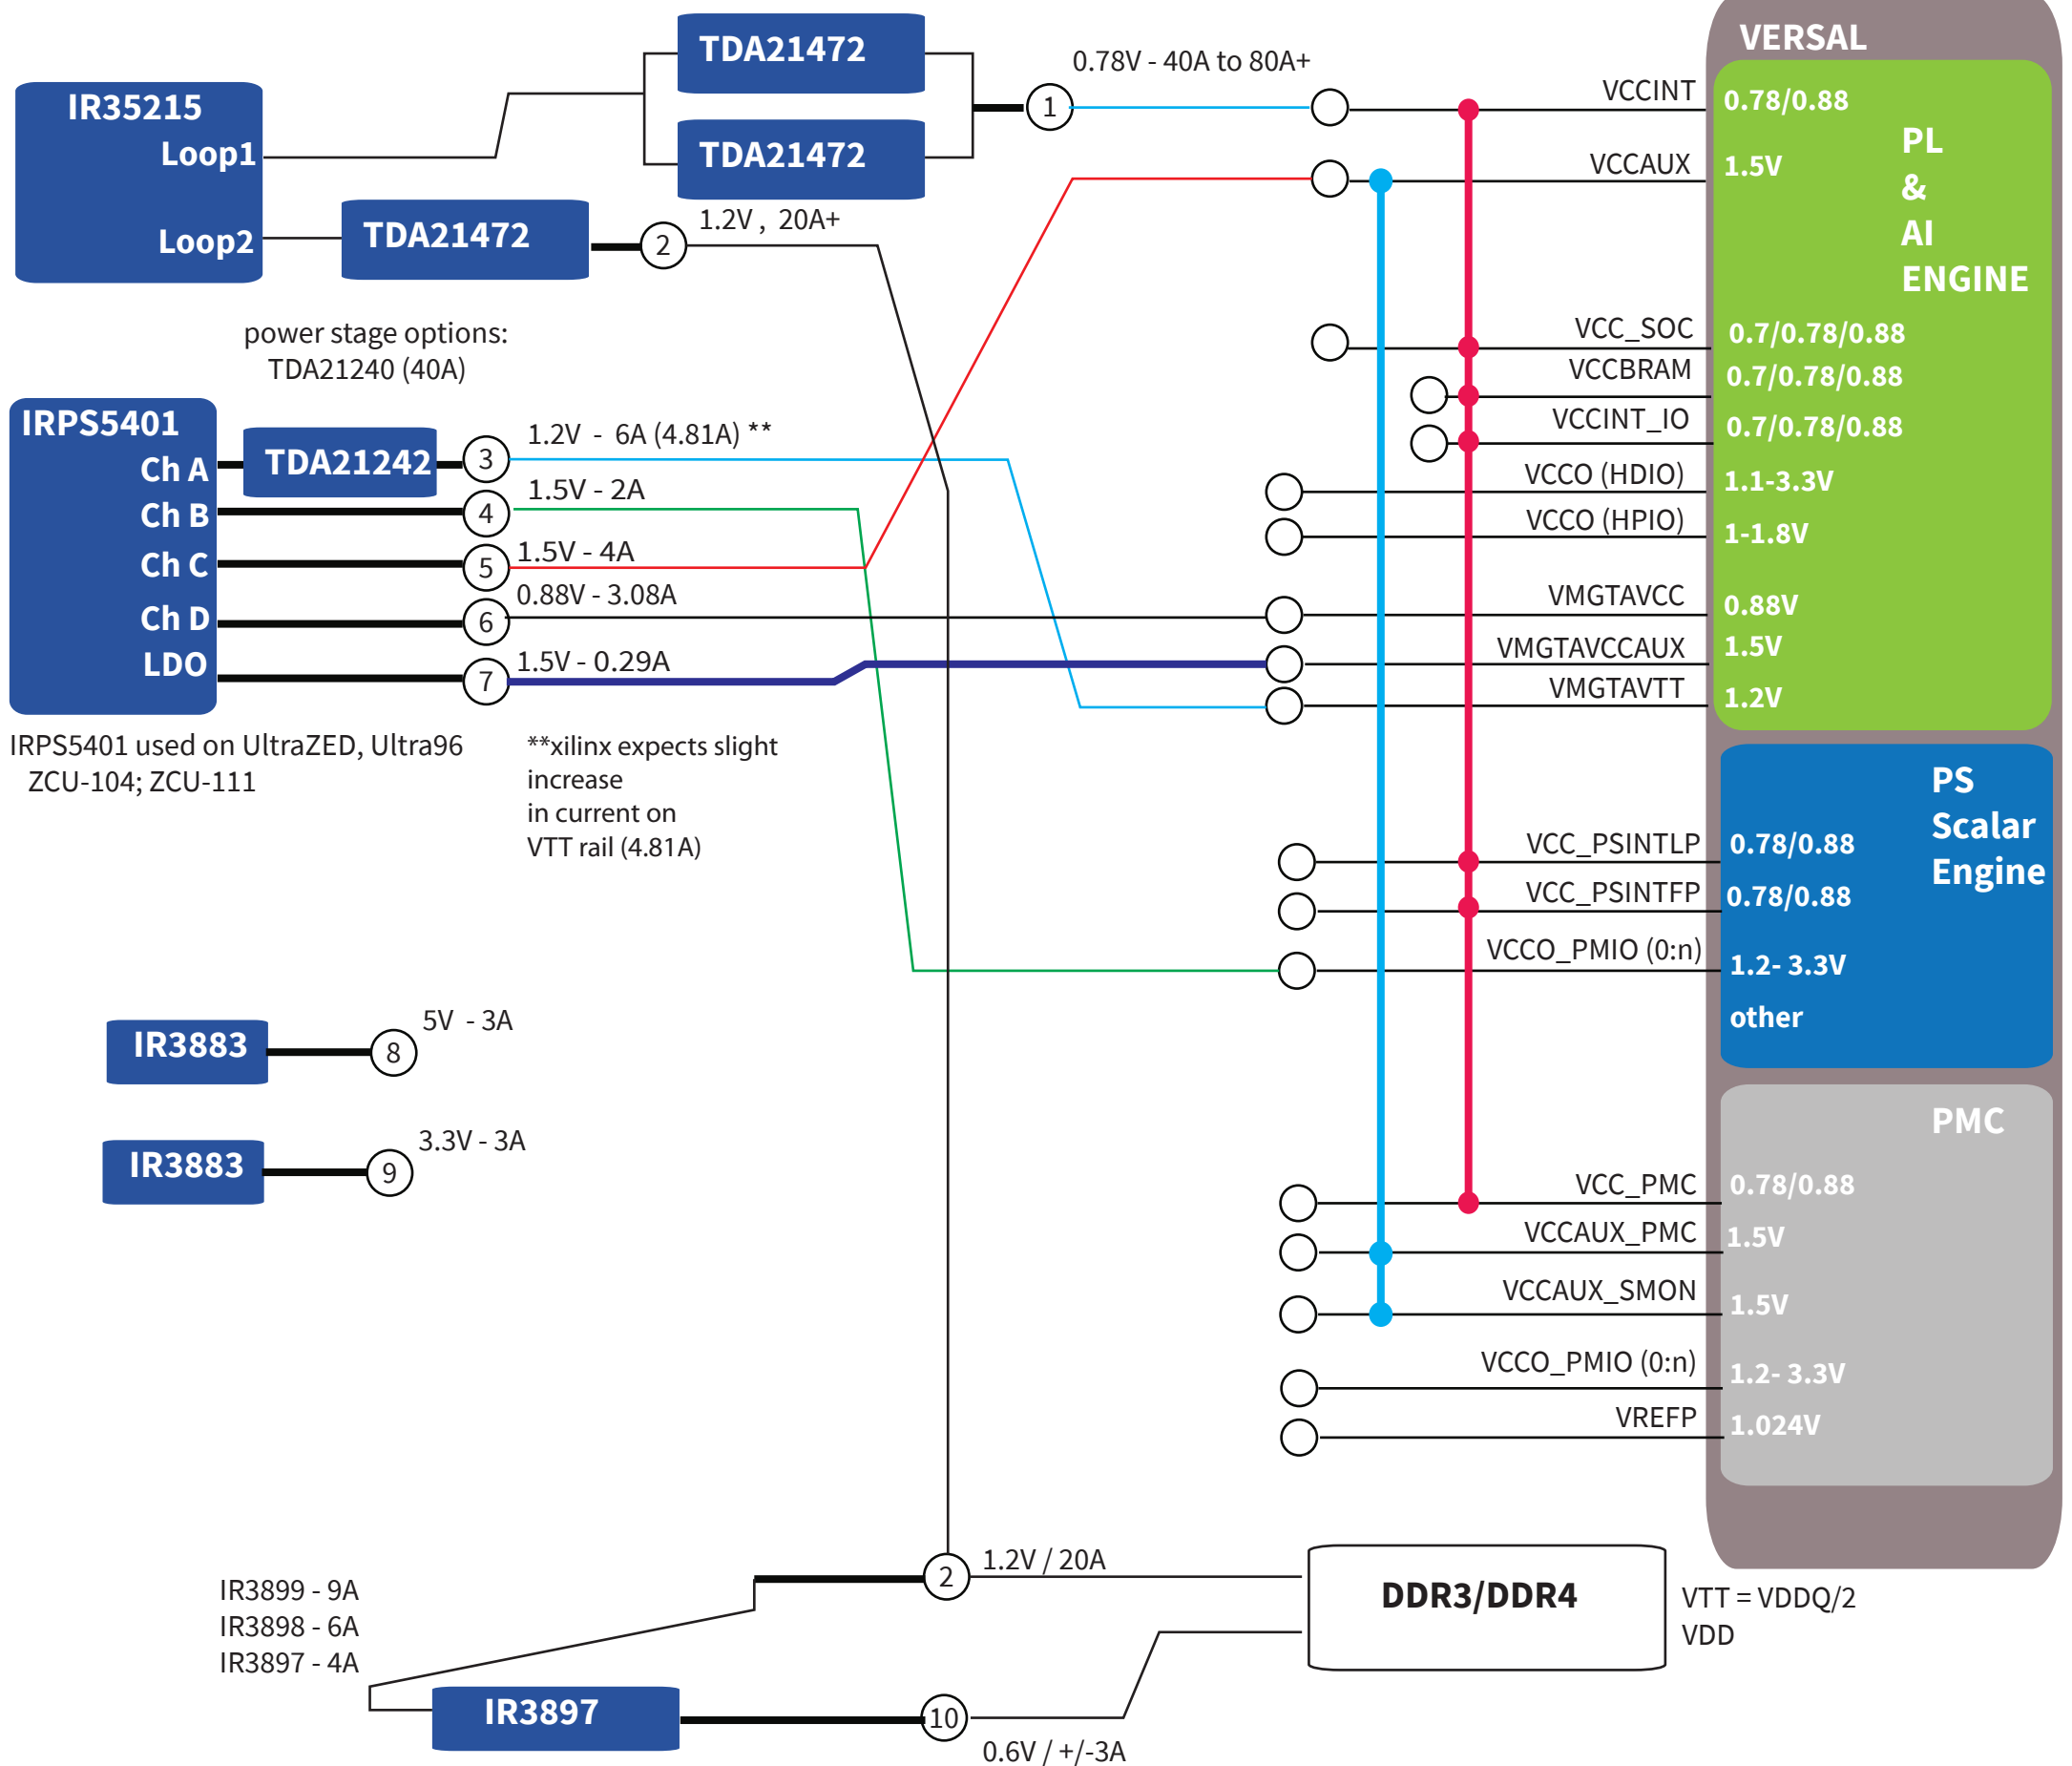 TDA21472
0.78V - 40A to 80A+
VERSAL
IR35215
Loop1
Loop2
TDA21472
1
VCCINT
0.78/0.88
PL
&
AI
ENGINE
VCCAUX
1.5V
TDA21472
2
1.2V , 20A+
power stage options:
TDA21240 (40A)
VCC_SOC
0.7/0.78/0.88
VCCBRAM
0.7/0.78/0.88
VCCINT_IO
0.7/0.78/0.88
VCCO (HDIO)
1.1-3.3V
VCCO (HPIO)
1-1.8V
VMGTAVCC
0.88V
VMGTAVCCAUX
1.5V
VMGTAVTT
1.2V
IRPS5401
Ch A
Ch B
Ch C
Ch D
LDO
TDA21242
3
1.2V - 6A (4.81A) **
4
1.5V - 2A
5
1.5V - 4A
6
0.88V - 3.08A
7
1.5V - 0.29A
IRPS5401 used on UltraZED, Ultra96
ZCU-104; ZCU-111
**xilinx expects slight
increase
in current on
VTT rail (4.81A)
PS
Scalar
Engine
VCC_PSINTLP
0.78/0.88
VCC_PSINTFP
0.78/0.88
VCCO_PMIO (0:n)
1.2- 3.3V
other
IR3883
8
5V - 3A
IR3883
9
3.3V - 3A
PMC
VCC_PMC
0.78/0.88
VCCAUX_PMC
1.5V
VCCAUX_SMON
1.5V
VCCO_PMIO (0:n)
1.2- 3.3V
VREFP
1.024V
IR3899 - 9A
IR3898 - 6A
IR3897 - 4A
2
1.2V / 20A
DDR3/DDR4
VTT = VDDQ/2
VDD
IR3897
10
0.6V / +/-3A